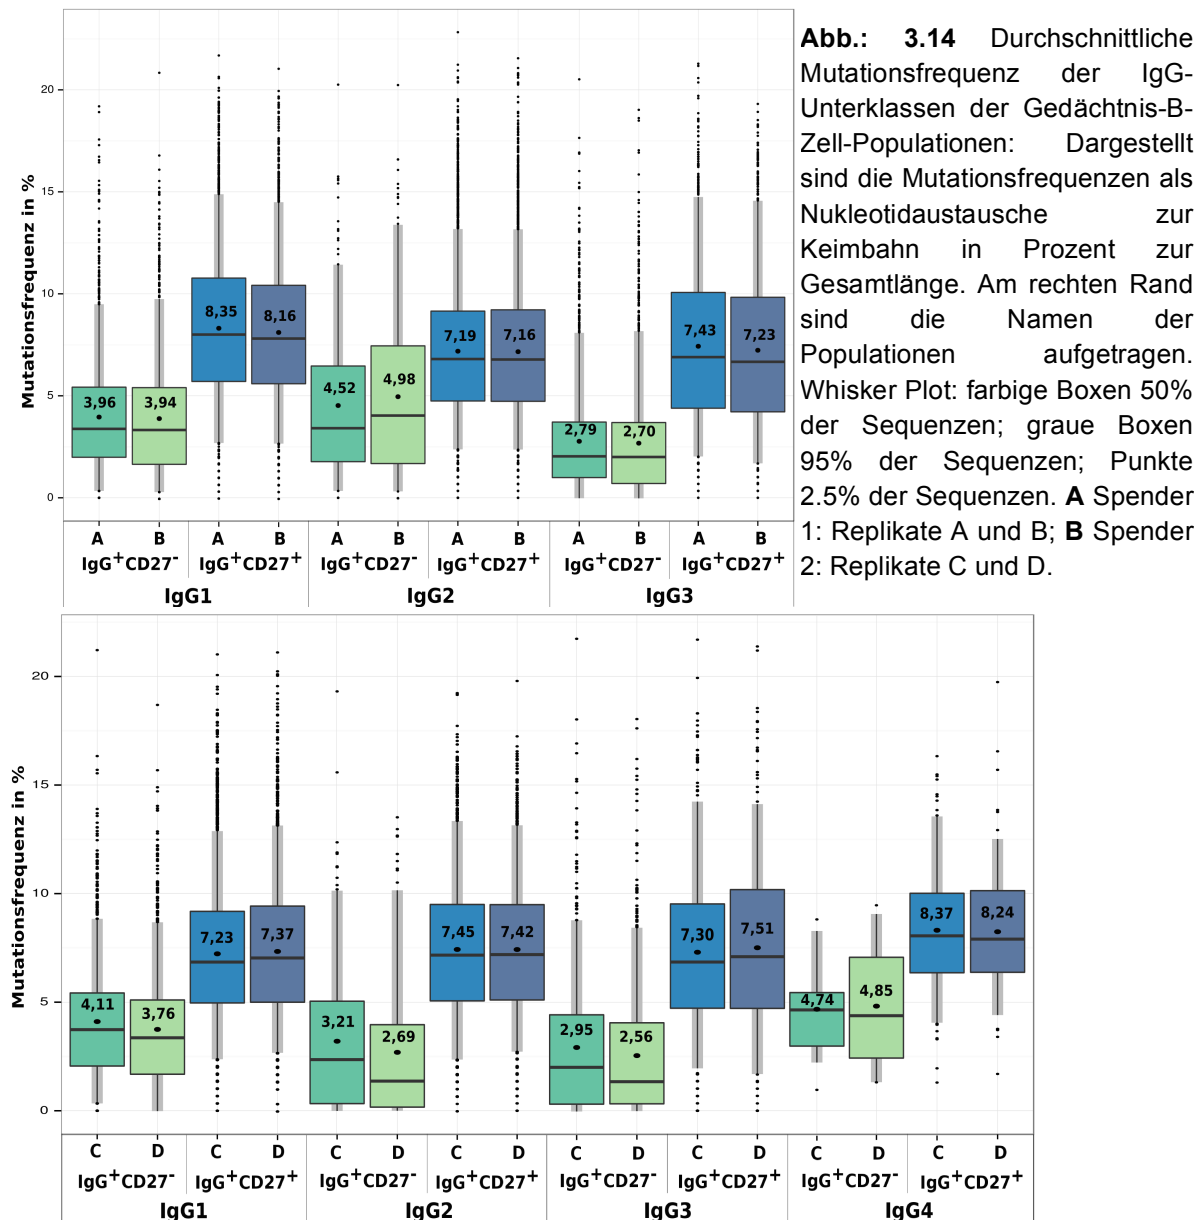 20
15
10
5
0
Mutationsfrequenz in %
3,96
3,94
8,35
8,16
4,52
4,98
7,19
7,16
2,79
2,70
7,43
7,23
A B A B A B A B A B A B
IgG+CD27- IgG+CD27+ IgG+CD27- IgG+CD27+ IgG+CD27- IgG+CD27+
IgG1 IgG2 IgG3
Abb.: 3.14 Durchschnittliche
Mutationsfrequenz der IgG-
Unterklassen der Gedächtnis-B-
Zell-Populationen: Dargestellt
sind die Mutationsfrequenzen als
Nukleotidaustausche zur
Keimbahn in Prozent zur
Gesamtlänge. Am rechten Rand
sind die Namen der
Populationen aufgetragen.
Whisker Plot: farbige Boxen 50%
der Sequenzen; graue Boxen
95% der Sequenzen; Punkte
2.5% der Sequenzen. A Spender
1: Replikate A und B; B Spender
2: Replikate C und D.
20
15
10
5
0
Mutationsfrequenz in %
4,11
3,76
7,23
7,37
3,21
2,69
7,45
7,42
2,95
2,56
7,30
7,51
4,74
4,85
8,37
8,24
C D C D C D C D C D C D C D C D
IgG+CD27- IgG+CD27+ IgG+CD27- IgG+CD27+ IgG+CD27- IgG+CD27+ IgG+CD27- IgG+CD27+
IgG1 IgG2 IgG3 IgG4